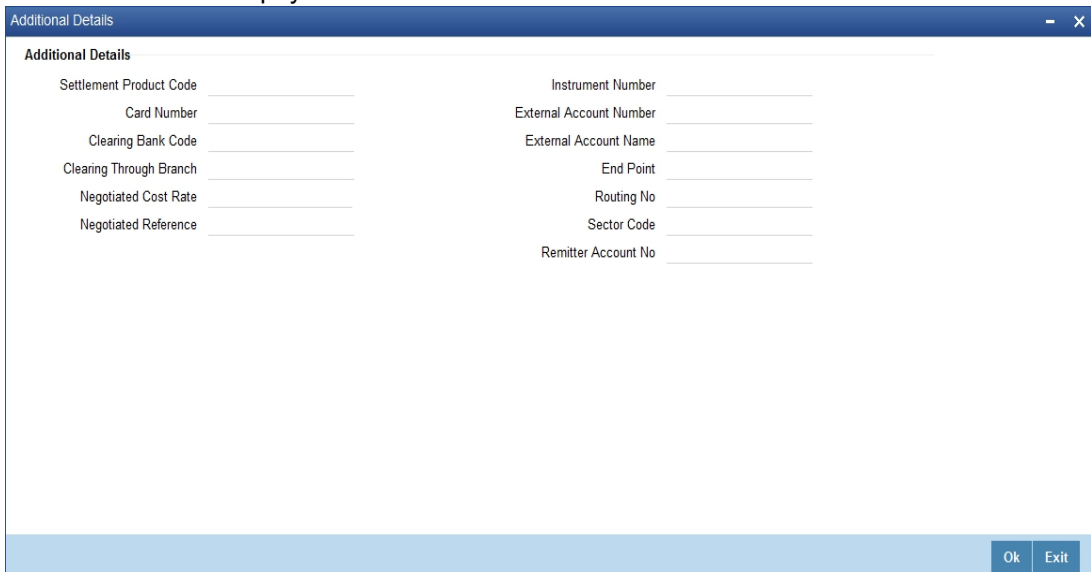 Additional Details
Additional Details
Settlement Product Code
Card Number
Clearing Bank Code
Clearing Through Branch
Negotiated Cost Rate
Negotiated Reference
Instrument Number
External Account Number
External Account Name
End Point
Routing No
Sector Code
Remitter Account No
Ok Exit